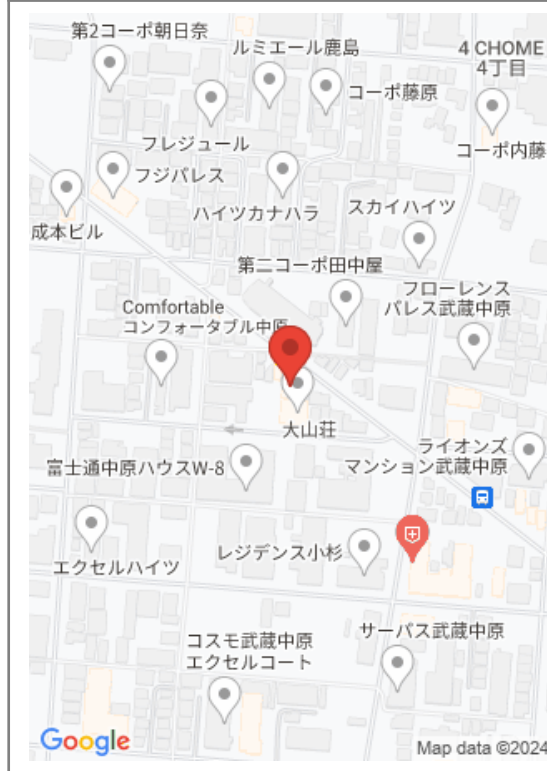 第2コーポ朝日奈
ルミエール鹿島
4 CHOME
4丁目
コーポ藤原
フレジュール
コーポ内藤
フジパレス
ハイツカナハラ
スカイハイツ
成本ビル
第二コーポ田中屋
フローレンス
パレス武蔵中原
Comfortable
コンフォータブル中原
大山荘
ライオンズ
マンション武蔵中原
富士通中原ハウスW-8
レジデンス小杉
エクセルハイツ
サーパス武蔵中原
コスモ武蔵中原
エクセルコート
Google
Map data ©2024